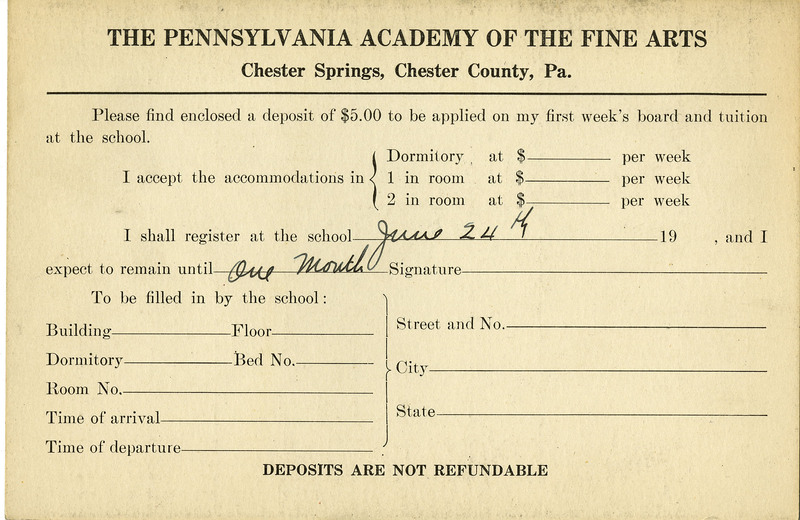 THE PENNSYLVANIA ACADEMY OF THE FINE ARTS
Chester Springs, Chester County, Pa.
Please find enclosed a deposit of $5.00 to be applied on my first week's board and tuition
at the school.
Dormitory at $ per week
I accept the accommodations in 1 in room at $ per week
2 in room at $ per week
I shall register at the school June 24th 19 , and I
expect to remain until One Month Signature
To be filled in by the school:
Building Floor
Street and No.
Dormitory Bed No.
City
Room No.
State
Time of arrival
Time of departure
DEPOSITS ARE NOT REFUNDABLE